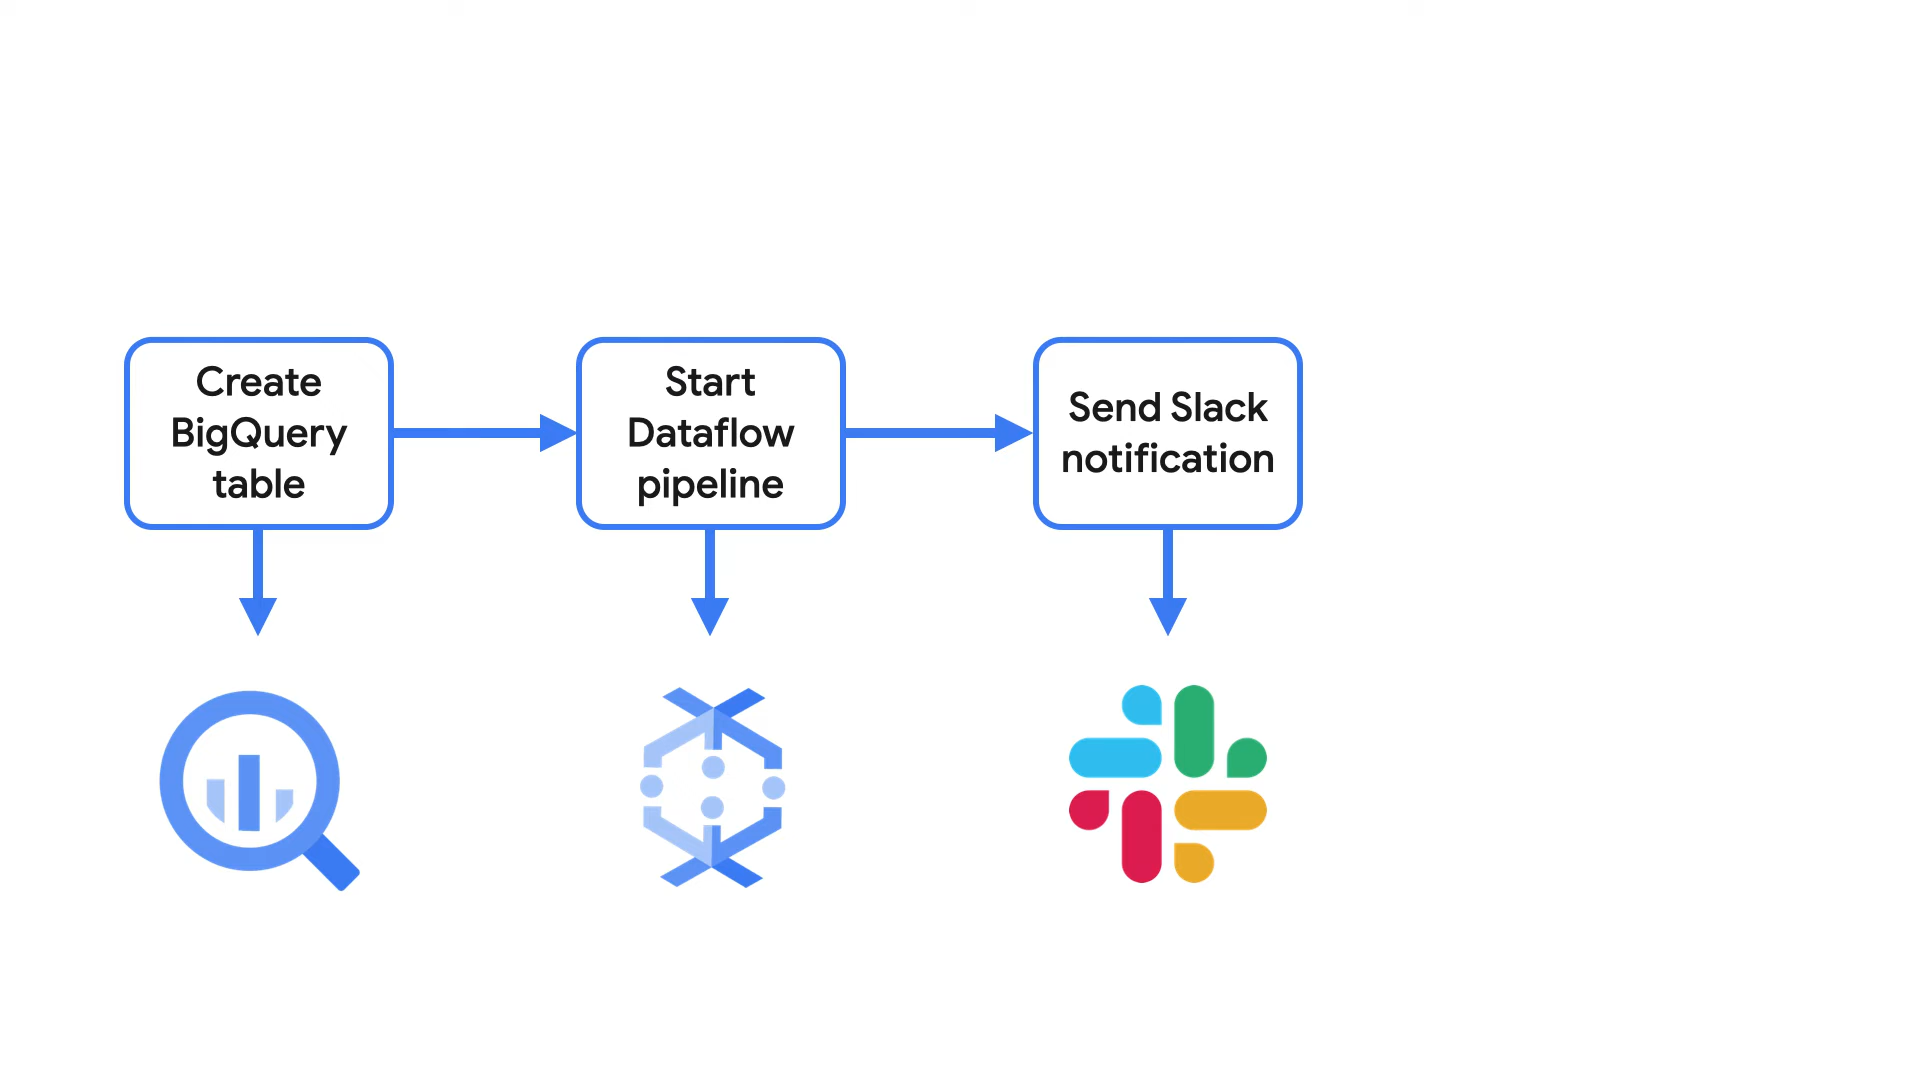 Create
BigQuery
table
Start
Dataflow
pipeline
Send Slack
notification